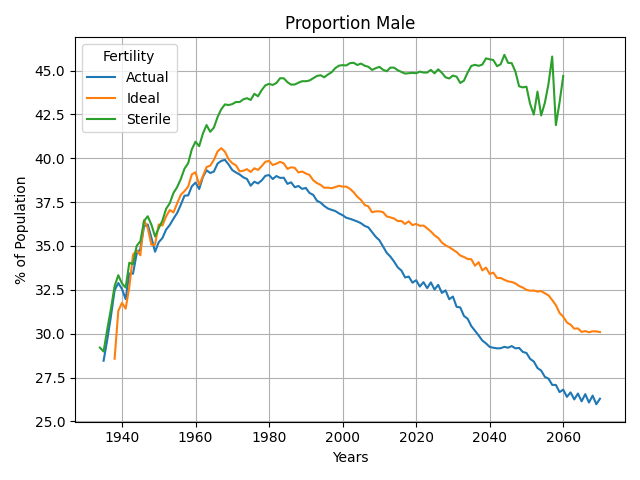 Proportion Male
Fertility
Actual
Ideal
Sterile
% of Population
45.0
42.5
40.0
37.5
35.0
32.5
30.0
27.5
25.0
1940 1960 1980 2000 2020 2040 2060
Years